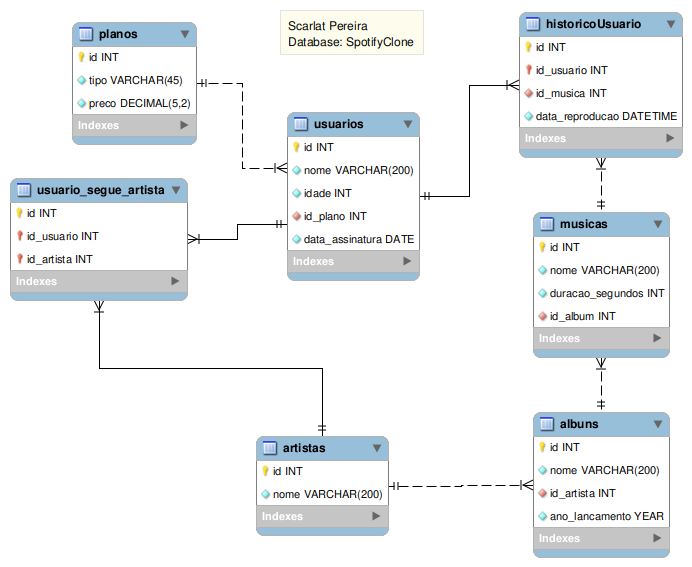 planos
id INT
tipo VARCHAR(45)
preco DECIMAL(5,2)
Indexes
Scarlat Pereira
Database: SpotifyClone
historicoUsuario
id INT
id_usuario INT
id_musica INT
data_reproducao DATETIME
Indexes
usuarios
id INT
nome VARCHAR(200)
idade INT
id_plano INT
data_assinatura DATE
Indexes
usuario_segue_artista
id INT
id_usuario INT
id_artista INT
Indexes
musicas
id INT
nome VARCHAR(200)
duracao_segundos INT
id_album INT
Indexes
artistas
id INT
nome VARCHAR(200)
Indexes
albuns
id INT
nome VARCHAR(200)
id_artista INT
ano_lancamento YEAR
Indexes